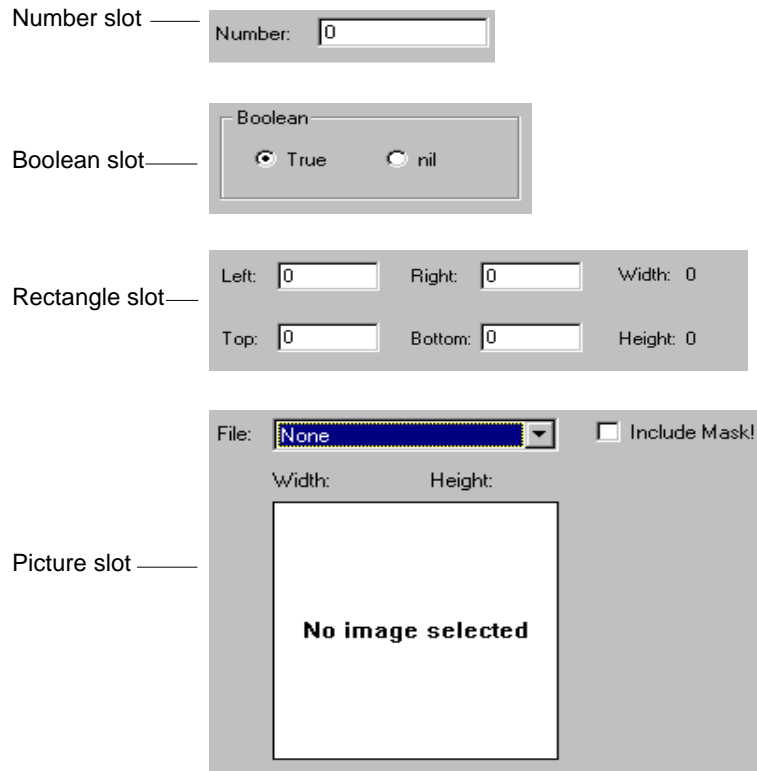 Number slot
Number: 0
Boolean
Boolean slot
True nil
Left: 0 Right: 0 Width: 0
Rectangle slot
Top: 0 Bottom: 0 Height: 0
File: None Include Mask!
Width: Height:
Picture slot
No image selected